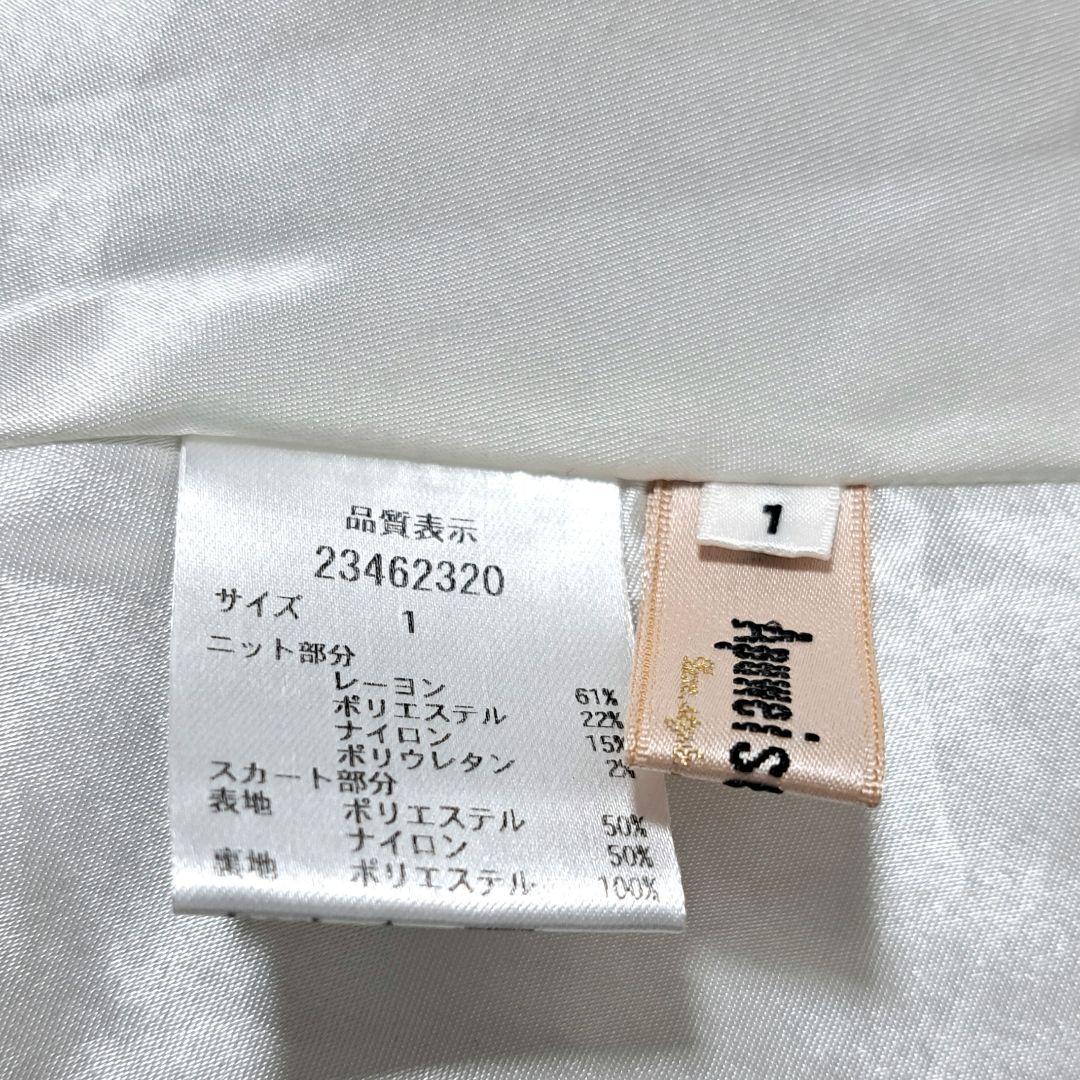 品質表示
23462320
サイズ 1
ニット部分
レーヨン 61%
ポリエステル 22%
ナイロン 15%
ポリウレタン 2%
スカート部分
表地 ポリエステル 50%
ナイロン 50%
裏地 ポリエステル 100%
1